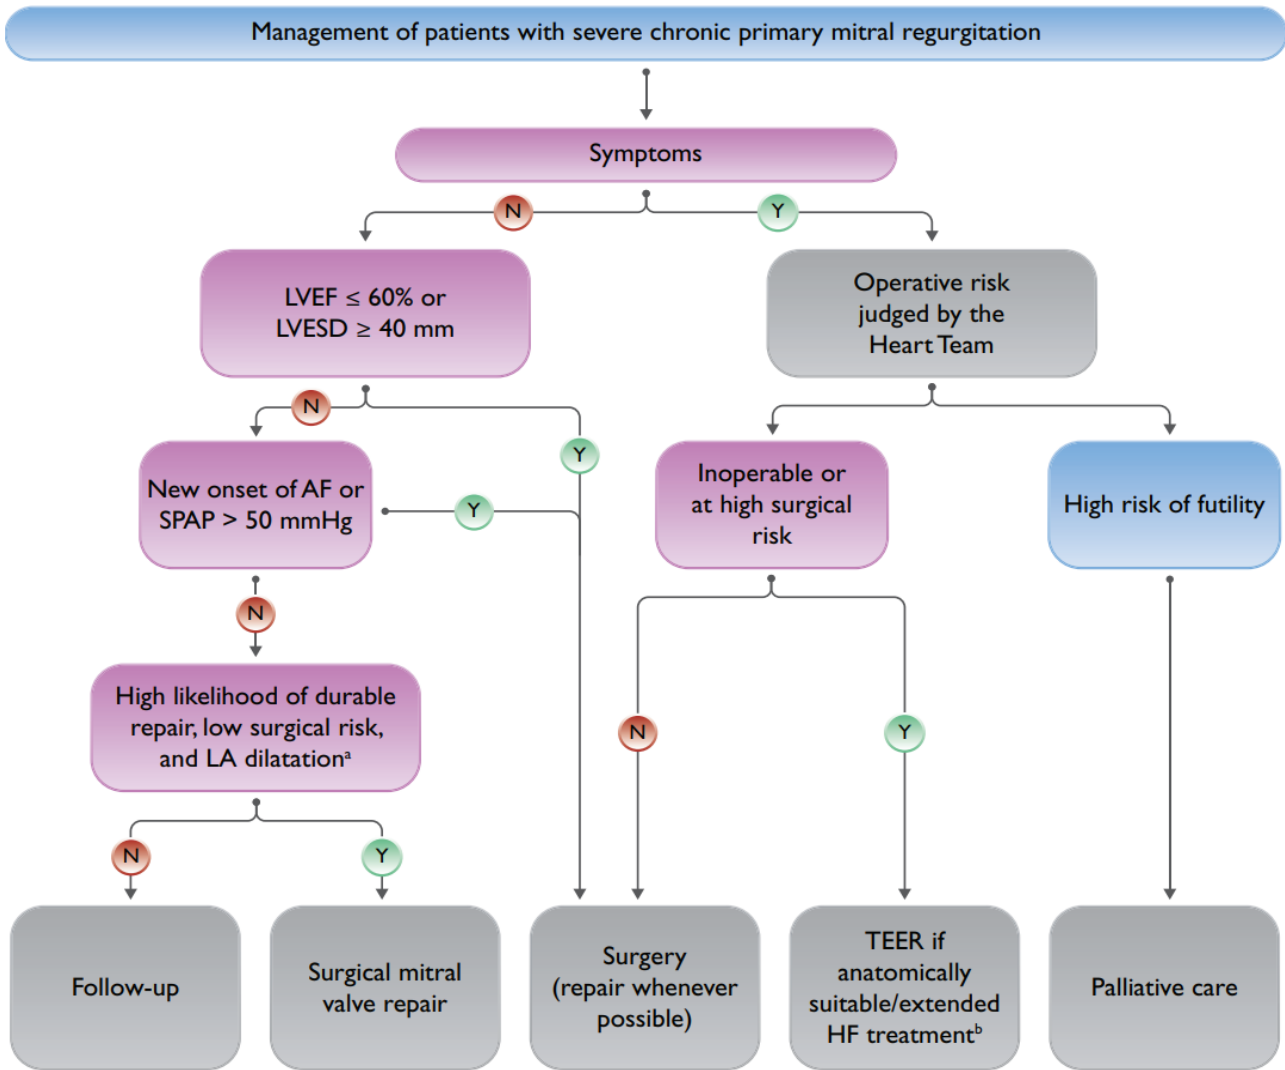 Management of patients with severe chronic primary mitral regurgitation
Symptoms
N
Y
LVEF ≤ 60% or
LVESD ≥ 40 mm
Operative risk
judged by the
Heart Team
N
Y
New onset of AF or
SPAP > 50 mmHg
Y
Inoperable or
at high surgical
risk
High risk of futility
N
High likelihood of durable
repair, low surgical risk,
and LA dilatationᵃ
N
Y
N
Y
Follow-up
Surgical mitral
valve repair
Surgery
(repair whenever
possible)
TEER if
anatomically
suitable/extended
HF treatmentᵇ
Palliative care